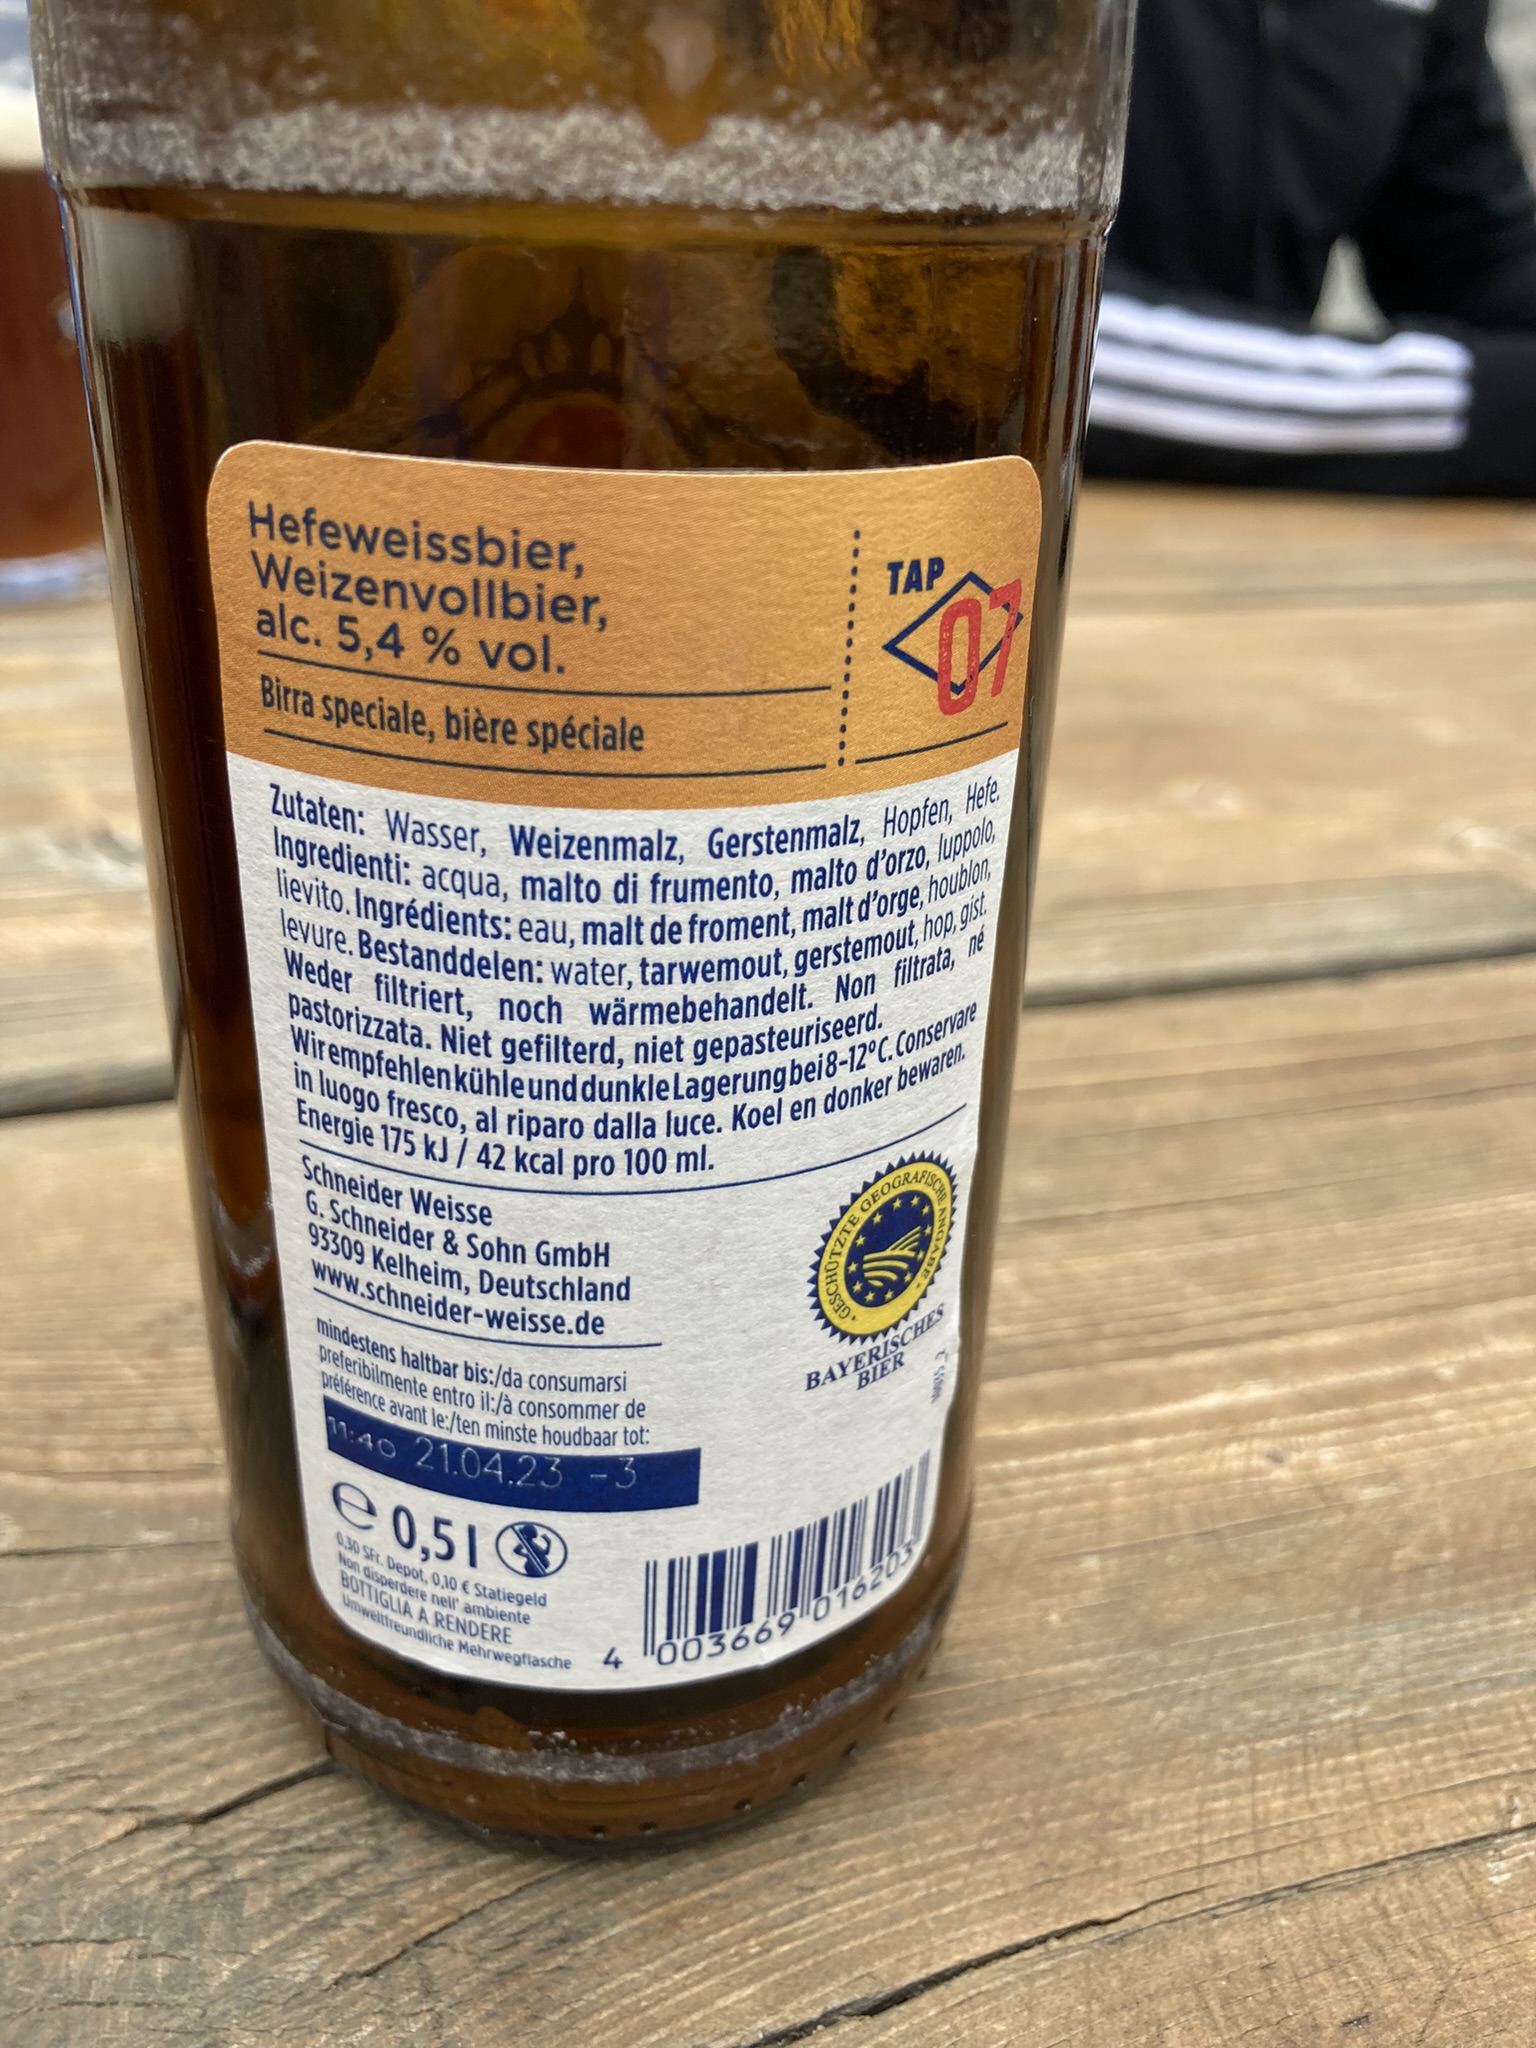 Hefeweissbier,
Weizenvollbier,
alc. 5,4 % vol.
Birra speciale, bière spéciale
TAP
07
Zutaten: Wasser, Weizenmalz, Gerstenmalz, Hopfen, Hefe.
Ingredienti: acqua, malto di frumento, malto d'orzo, luppolo,
lievito. Ingrédients: eau, malt de froment, malt d'orge, houblon,
levure. Bestanddelen: water, tarwemout, gerstemout, hop, gist.
Weder filtriert, noch wärmebehandelt. Non filtrata, né
pastorizzata. Niet gefilterd, niet gepasteuriseerd.
Wir empfehlen kühle und dunkle Lagerung bei 8-12°C. Conservare
in luogo fresco, al riparo dalla luce. Koel en donker bewaren.
Energie 175 kJ / 42 kcal pro 100 ml.
Schneider Weisse
G. Schneider & Sohn GmbH
93309 Kelheim, Deutschland
www.schneider-weisse.de
GESCHÜTZTE GEOGRAFISCHE ANGABE
BAYERISCHES
BIER
mindestens haltbar bis:/da consumarsi
preferibilmente entro il:/à consommer de
préférence avant le:/ten minste houdbaar tot:
11:40 21.04.23 -3
e 0,5 l
0,30 SFr. Depot, 0,10 € Statiegeld
Non disperdere nell' ambiente
BOTTIGLIA A RENDERE
Umweltfreundliche Mehrwegflasche
4 003669 016203